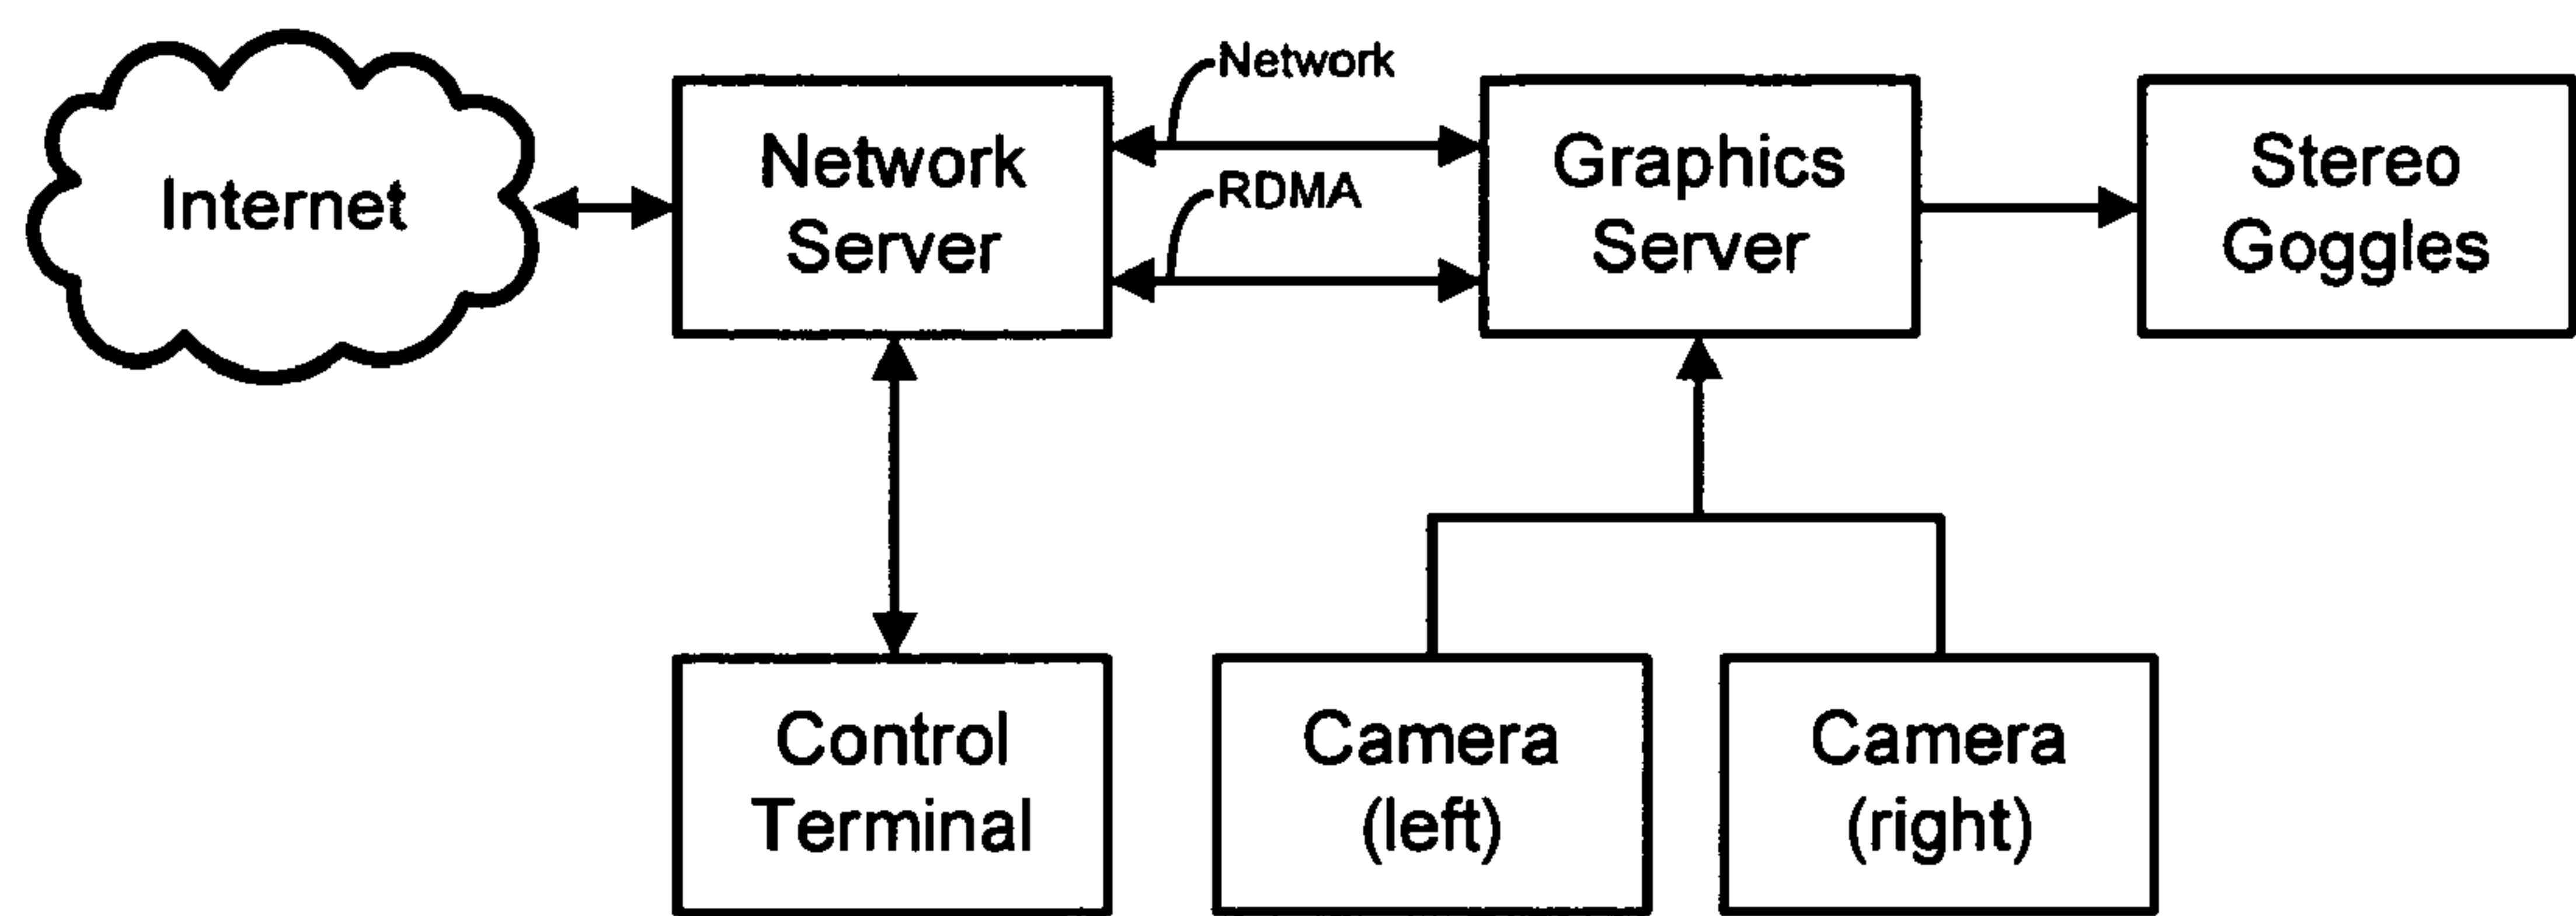 Internet
Network
Server
Network
RDMA
Graphics
Server
Stereo
Goggles
Control
Terminal
Camera
(left)
Camera
(right)